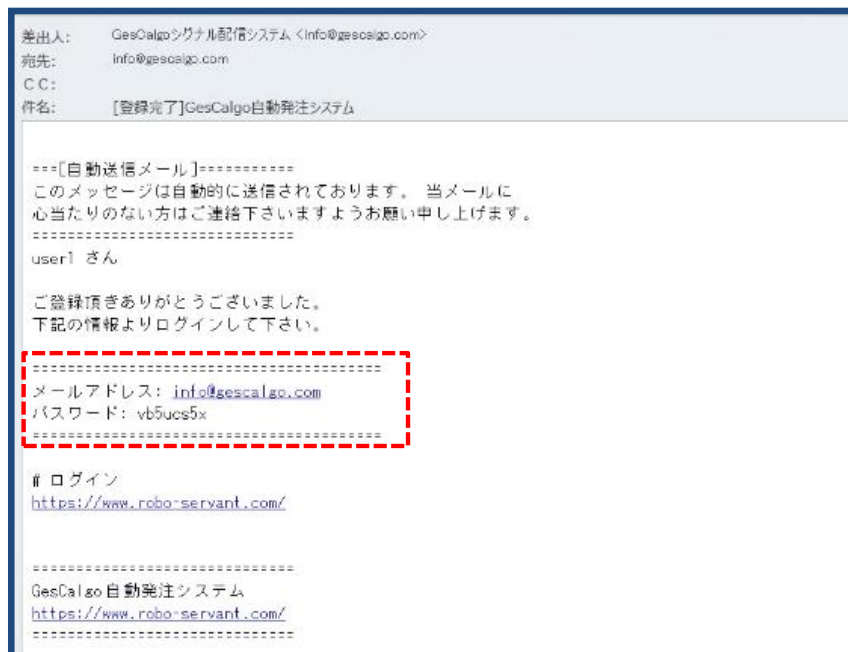 差出人: GesCalgoシグナル配信システム <info@gescalgo.com>
宛先: info@gescalgo.com
CC:
件名: [登録完了]GesCalgo自動発注システム
===[自動送信メール]===========
このメッセージは自動的に送信されております。 当メールに
心当たりのない方はご連絡下さいますようお願い申し上げます。
==============================
user1 さん
ご登録頂きありがとうございました。
下記の情報よりログインして下さい。
========================================
メールアドレス: info@gescalgo.com
パスワード: vb5ucs5x
========================================
# ログイン
https://www.robo-servant.com/
==============================
GesCalgo自動発注システム
https://www.robo-servant.com/
==============================